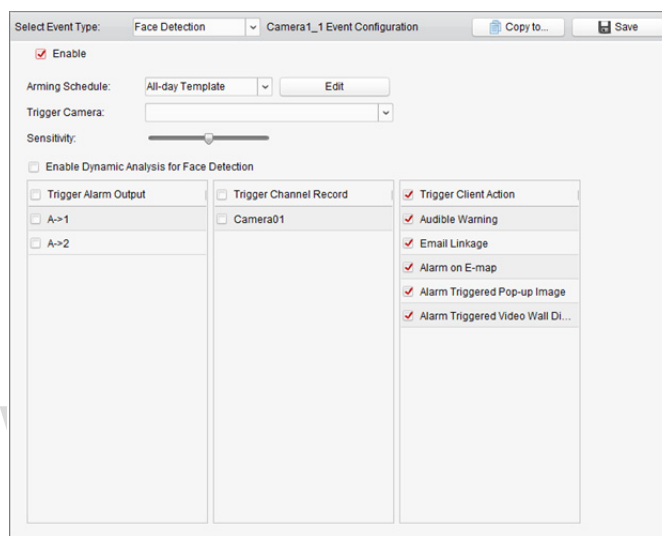 Select Event Type: Face Detection Camera1_1 Event Configuration Copy to... Save
Enable
Arming Schedule: All-day Template Edit
Trigger Camera:
Sensitivity:
Enable Dynamic Analysis for Face Detection
Trigger Alarm Output Trigger Channel Record Trigger Client Action
A->1 Camera01 Audible Warning
A->2 Email Linkage
Alarm on E-map
Alarm Triggered Pop-up Image
Alarm Triggered Video Wall Di...